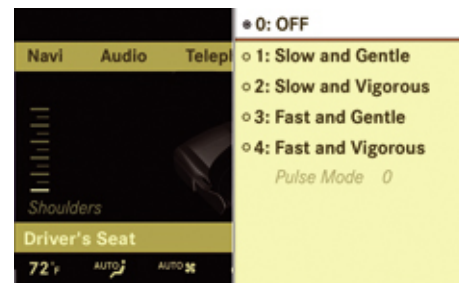 0: OFF
Navi Audio Telep
1: Slow and Gentle
2: Slow and Vigorous
3: Fast and Gentle
4: Fast and Vigorous
Pulse Mode 0
Shoulders
Driver's Seat
72°F AUTO AUTO